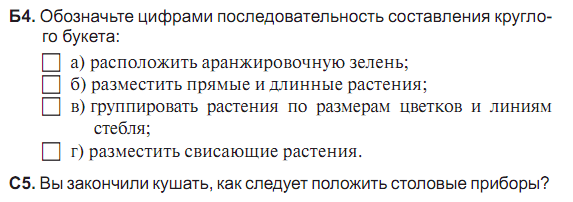 Б4. Обозначьте цифрами последовательность составления кругло-
го букета:
а) расположить аранжировочную зелень;
б) разместить прямые и длинные растения;
в) группировать растения по размерам цветков и линиям
стебля;
г) разместить свисающие растения.
С5. Вы закончили кушать, как следует положить столовые приборы?